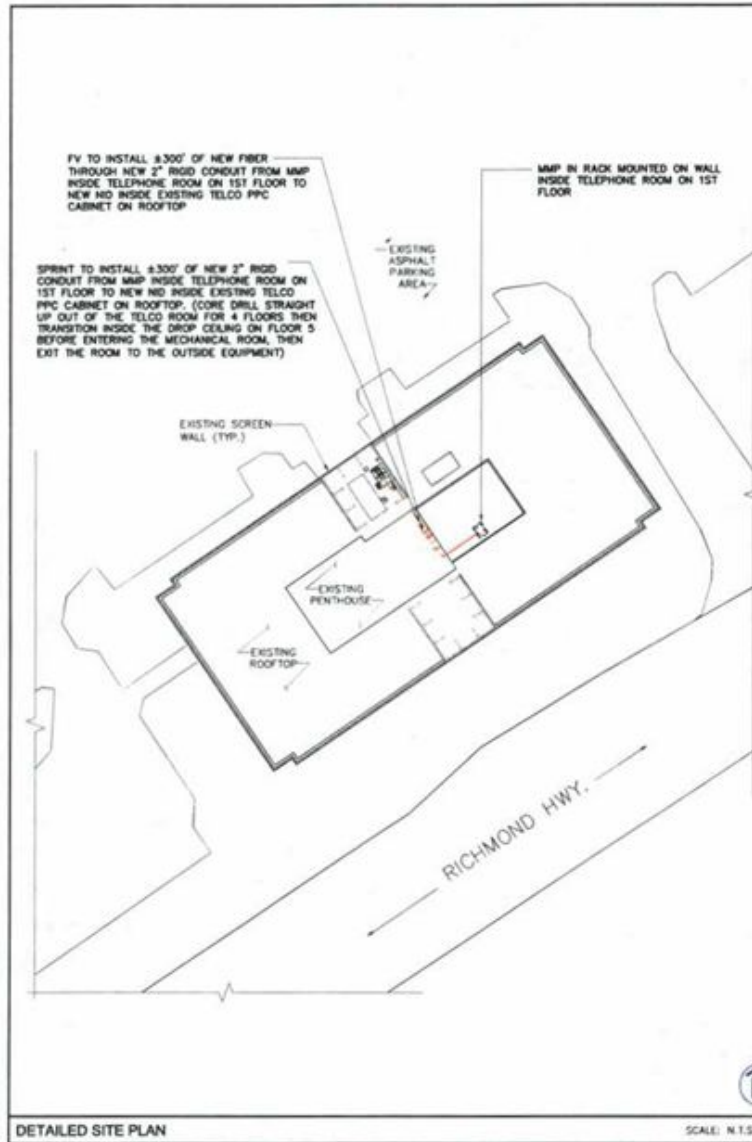 FV TO INSTALL ±300' OF NEW FIBER
THROUGH NEW 2" RIGID CONDUIT FROM MMP
INSIDE TELEPHONE ROOM ON 1ST FLOOR TO
NEW NID INSIDE EXISTING TELCO PPC
CABINET ON ROOFTOP
MMP IN RACK MOUNTED ON WALL
INSIDE TELEPHONE ROOM ON 1ST
FLOOR
EXISTING
ASPHALT
PARKING
AREA
SPRINT TO INSTALL ±300' OF NEW 2" RIGID
CONDUIT FROM MMP INSIDE TELEPHONE ROOM ON
1ST FLOOR TO NEW NID INSIDE EXISTING TELCO
PPC CABINET ON ROOFTOP. (CORE DRILL STRAIGHT
UP OUT OF THE TELCO ROOM FOR 4 FLOORS THEN
TRANSITION INSIDE THE DROP CEILING ON FLOOR 5
BEFORE ENTERING THE MECHANICAL ROOM, THEN
EXIT THE ROOM TO THE OUTSIDE EQUIPMENT)
EXISTING SCREEN
WALL (TYP.)
EXISTING
PENTHOUSE
EXISTING
ROOFTOP
RICHMOND HWY.
DETAILED SITE PLAN
SCALE: N.T.S